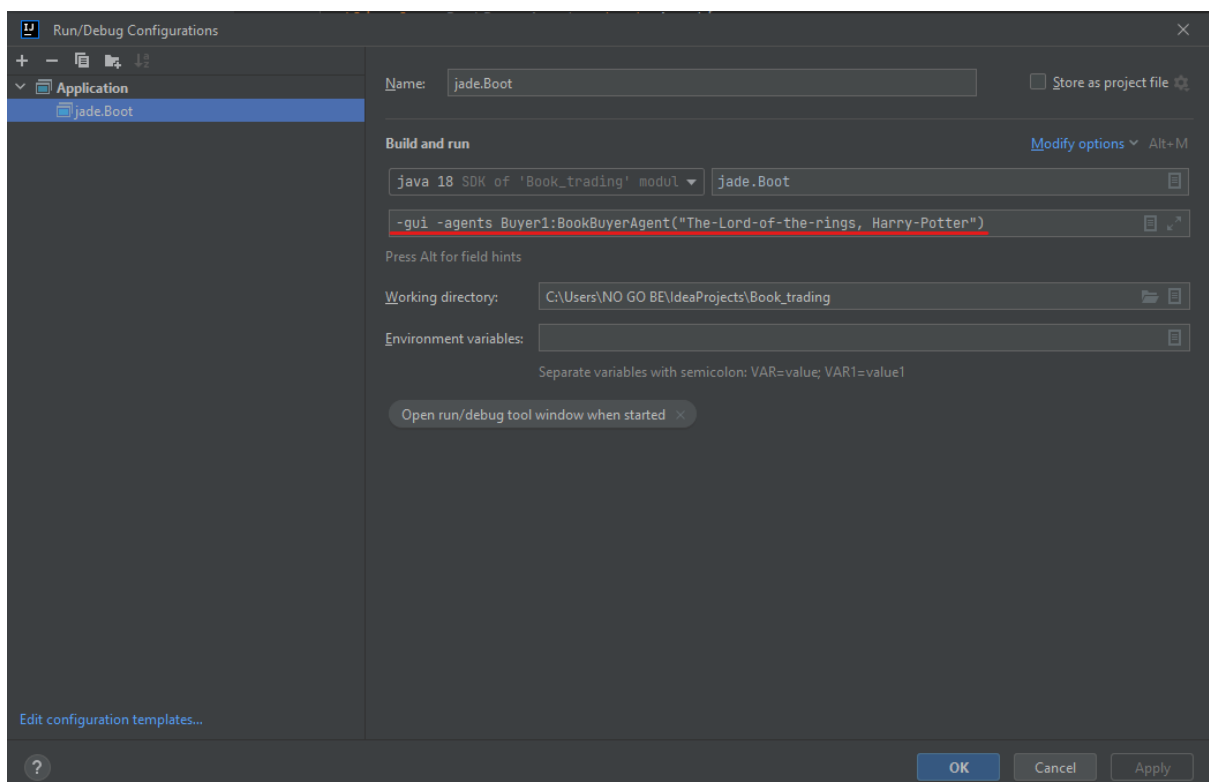 Run/Debug Configurations
Application
jade.Boot
Name: jade.Boot
Store as project file
Build and run
Modify options Alt+M
java 18 SDK of 'Book_trading' modul
jade.Boot
-gui -agents Buyer1:BookBuyerAgent("The-Lord-of-the-rings, Harry-Potter")
Press Alt for field hints
Working directory: C:\Users\NO GO BE\IdeaProjects\Book_trading
Environment variables:
Separate variables with semicolon: VAR=value; VAR1=value1
Open run/debug tool window when started
Edit configuration templates...
?
OK
Cancel
Apply